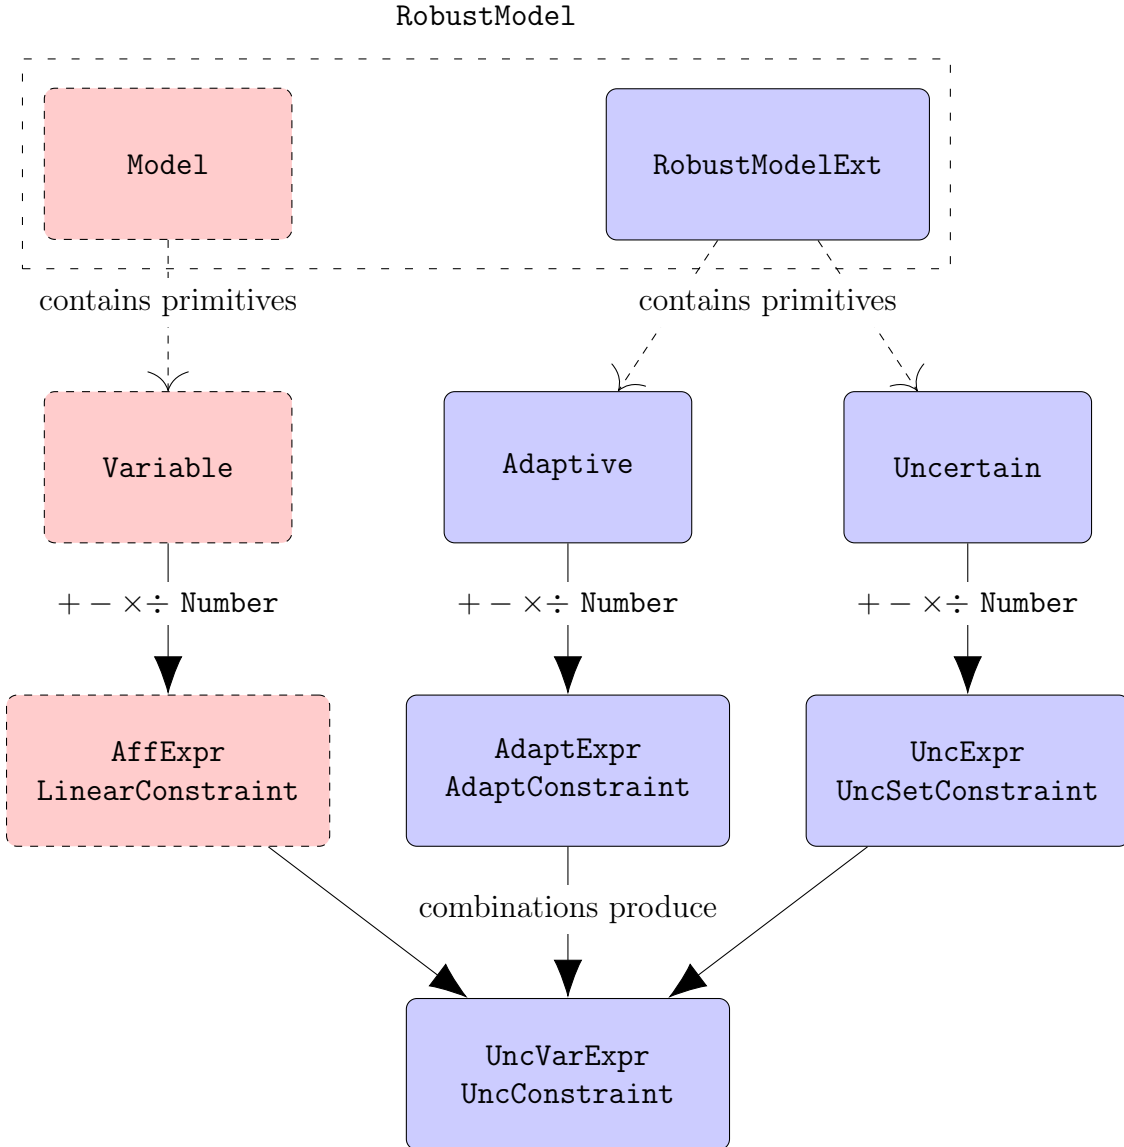 RobustModel
Model
RobustModelExt
contains primitives
contains primitives
Variable
Adaptive
Uncertain
+ − ×÷ Number
+ − ×÷ Number
+ − ×÷ Number
AffExpr
LinearConstraint
AdaptExpr
AdaptConstraint
UncExpr
UncSetConstraint
combinations produce
UncVarExpr
UncConstraint